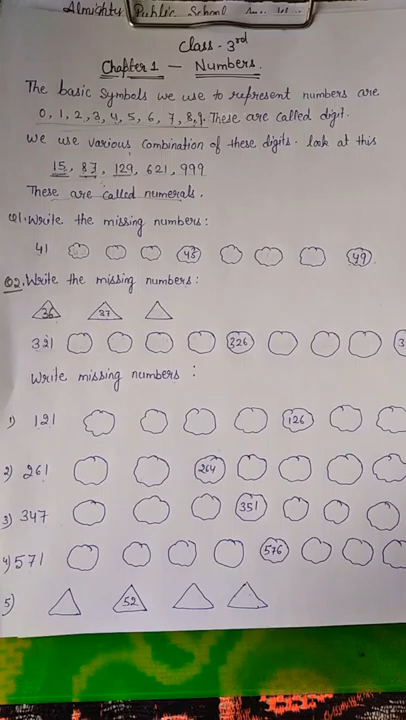 Almighty Public School
Class - 3rd
Chapter 1 — Numbers.
The basic symbols we use to represent numbers are
0, 1, 2, 3, 4, 5, 6, 7, 8, 9. These are called digit.
We use various combination of these digits. look at this
15, 87, 129, 621, 999
These are called numerals.
Q1. Write the missing numbers:
41 45 49
Q2. Write the missing numbers:
36 37
321 326 3
Write missing numbers :
1) 121 126
2) 261 264
3) 347 351
4) 571 576
5) 52